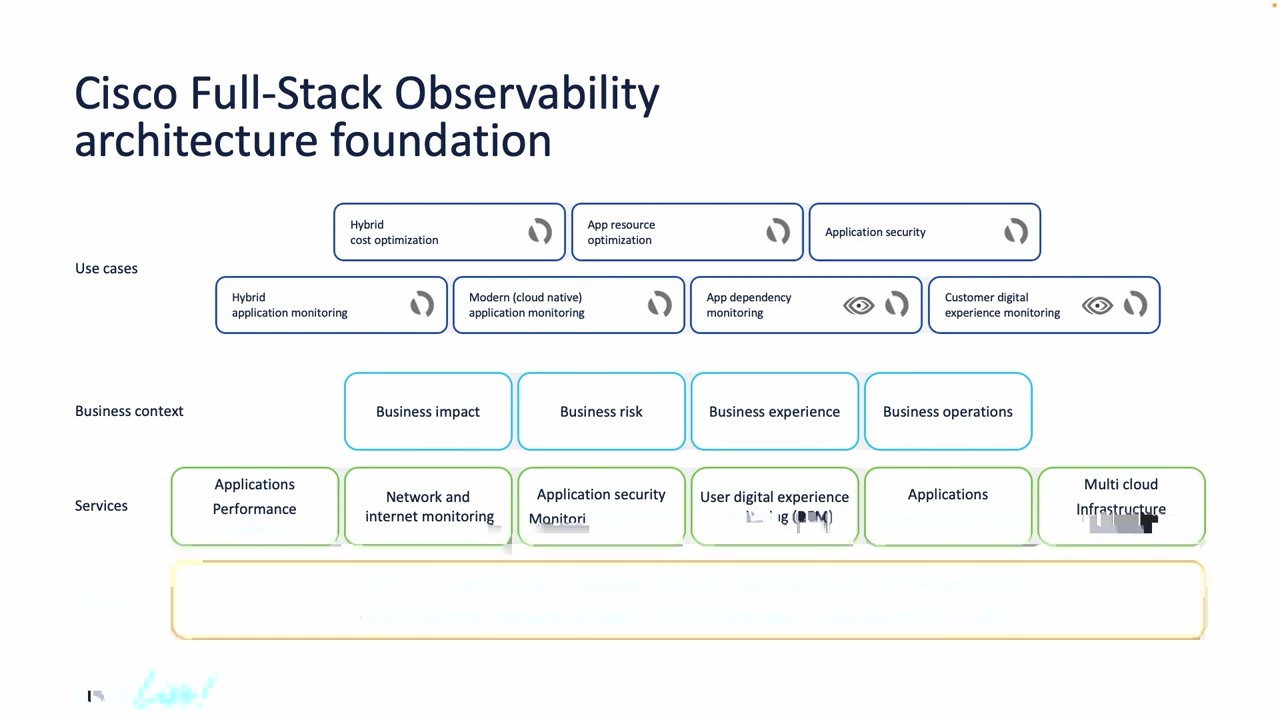 Cisco Full-Stack Observability
architecture foundation
Use cases
Hybrid
cost optimization
App resource
optimization
Application security
Hybrid
application monitoring
Modern (cloud native)
application monitoring
App dependency
monitoring
Customer digital
experience monitoring
Business context
Business impact
Business risk
Business experience
Business operations
Services
Applications
Performance
Network and
internet monitoring
Application security
Monitori
User digital experience
Applications
Multi cloud
Infrastructure